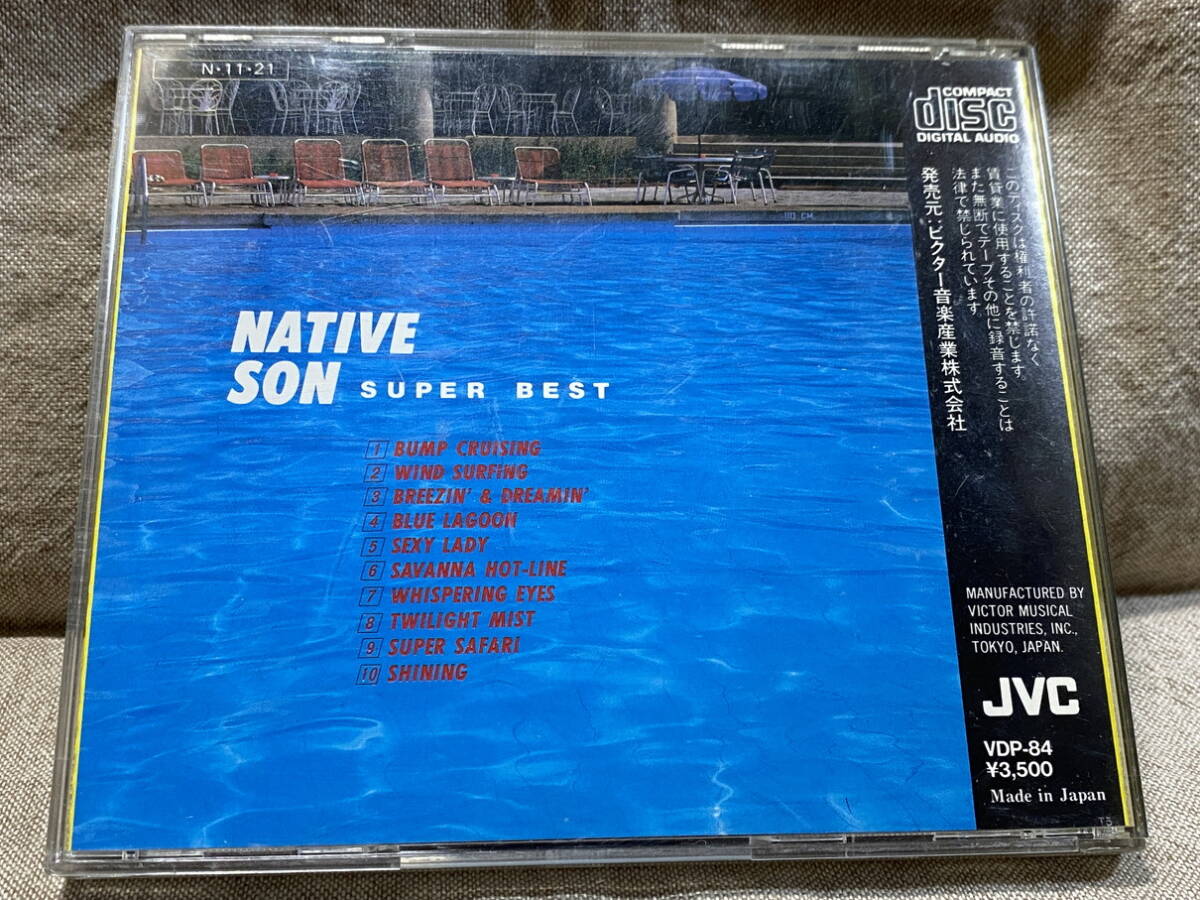 N・11・21
NATIVE
SON SUPER BEST
1 BUMP CRUISING
2 WIND SURFING
3 BREEZIN' & DREAMIN'
4 BLUE LAGOON
5 SEXY LADY
6 SAVANNA HOT-LINE
7 WHISPERING EYES
8 TWILIGHT MIST
9 SUPER SAFARI
10 SHINING
COMPACT
disc
DIGITAL AUDIO
このディスクは権利者の許諾なく
賃貸業に使用することを禁じます。
また無断でテープその他に録音することは
法律で禁じられています。
発売元:ビクター音楽産業株式会社
MANUFACTURED BY
VICTOR MUSICAL
INDUSTRIES, INC.,
TOKYO, JAPAN.
JVC
VDP-84
¥3,500
Made in Japan